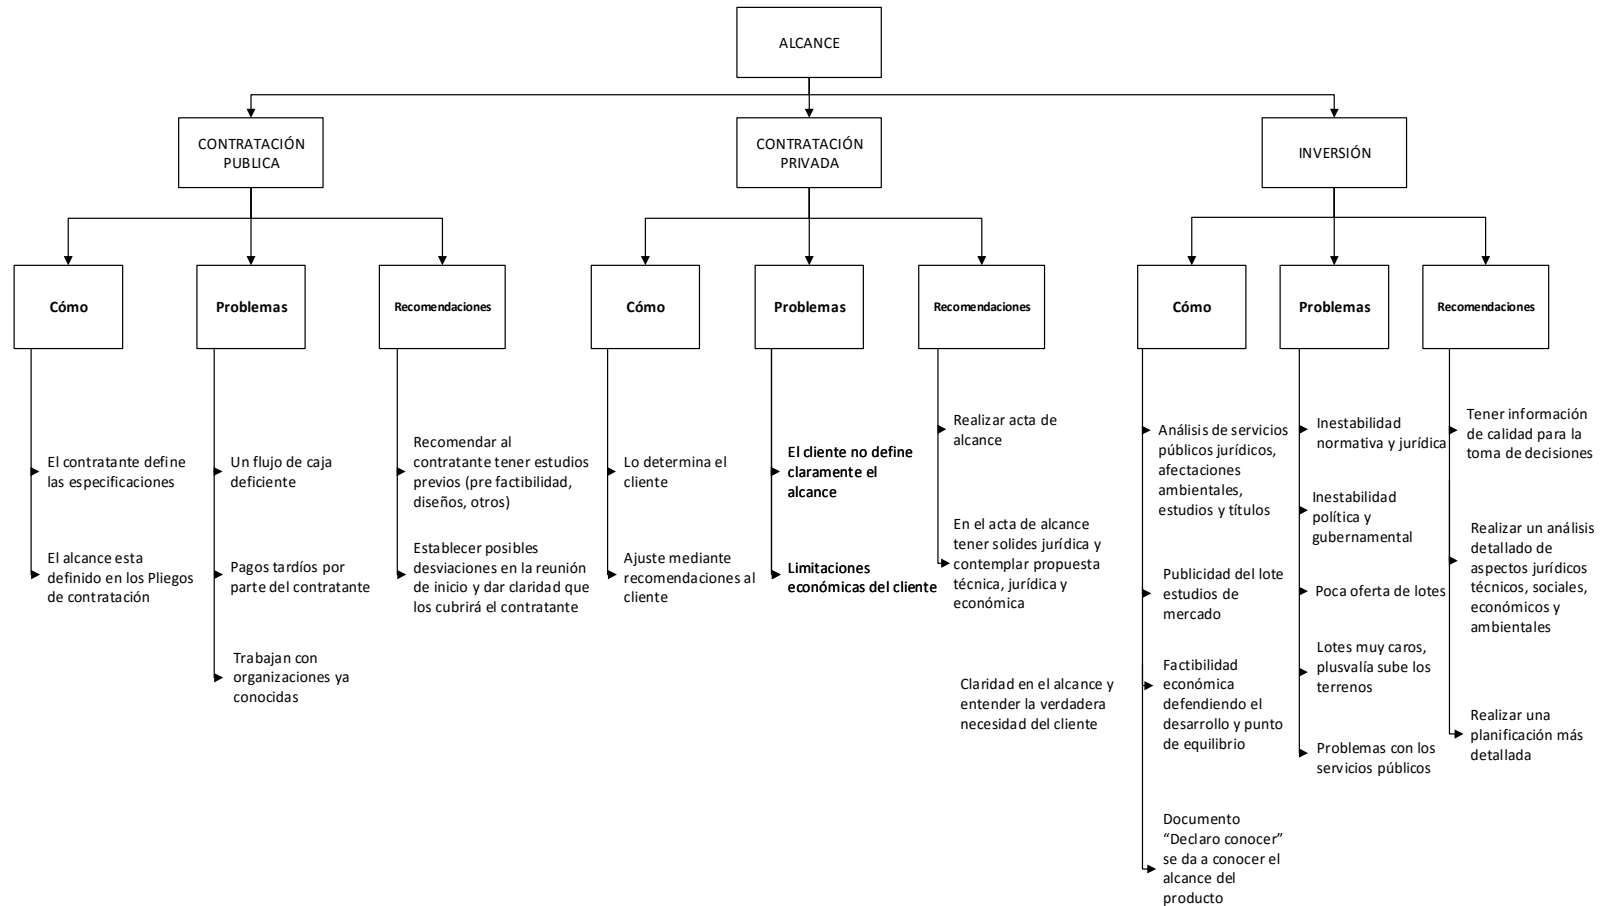 ALCANCE
CONTRATACIÓN
PUBLICA
CONTRATACIÓN
PRIVADA
INVERSIÓN
Cómo
Problemas
Recomendaciones
Cómo
Problemas
Recomendaciones
Cómo
Problemas
Recomendaciones
El contratante define
las especificaciones
El alcance esta
definido en los Pliegos
de contratación
Un flujo de caja
deficiente
Pagos tardíos por
parte del contratante
Trabajan con
organizaciones ya
conocidas
Recomendar al
contratante tener estudios
previos (pre factibilidad,
diseños, otros)
Establecer posibles
desviaciones en la reunión
de inicio y dar claridad que
los cubrirá el contratante
Lo determina el
cliente
Ajuste mediante
recomendaciones al
cliente
El cliente no define
claramente el
alcance
Limitaciones
económicas del cliente
Realizar acta de
alcance
En el acta de alcance
tener solides jurídica y
contemplar propuesta
técnica, jurídica y
económica
Claridad en el alcance y
entender la verdadera
necesidad del cliente
Análisis de servicios
públicos jurídicos,
afectaciones
ambientales,
estudios y títulos
Publicidad del lote
estudios de
mercado
Factibilidad
económica
defendiendo el
desarrollo y punto
de equilibrio
Documento
“Declaro conocer”
se da a conocer el
alcance del
producto
Inestabilidad
normativa y jurídica
Inestabilidad
política y
gubernamental
Poca oferta de lotes
Lotes muy caros,
plusvalía sube los
terrenos
Problemas con los
servicios públicos
Tener información
de calidad para la
toma de decisiones
Realizar un análisis
detallado de
aspectos jurídicos
técnicos, sociales,
económicos y
ambientales
Realizar una
planificación más
detallada